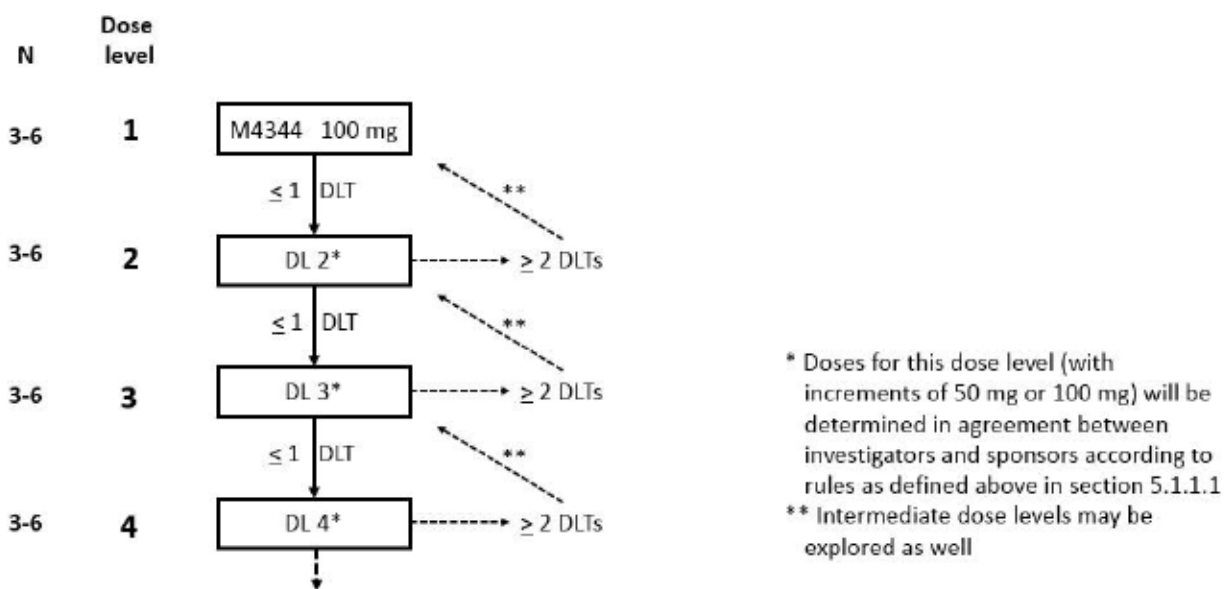 Dose
N level
3-6 1 M4344 100 mg
≤ 1 DLT **
3-6 2 DL 2* ≥ 2 DLTs
≤ 1 DLT **
3-6 3 DL 3* ≥ 2 DLTs
≤ 1 DLT **
3-6 4 DL 4* ≥ 2 DLTs
* Doses for this dose level (with
increments of 50 mg or 100 mg) will be
determined in agreement between
investigators and sponsors according to
rules as defined above in section 5.1.1.1
** Intermediate dose levels may be
explored as well